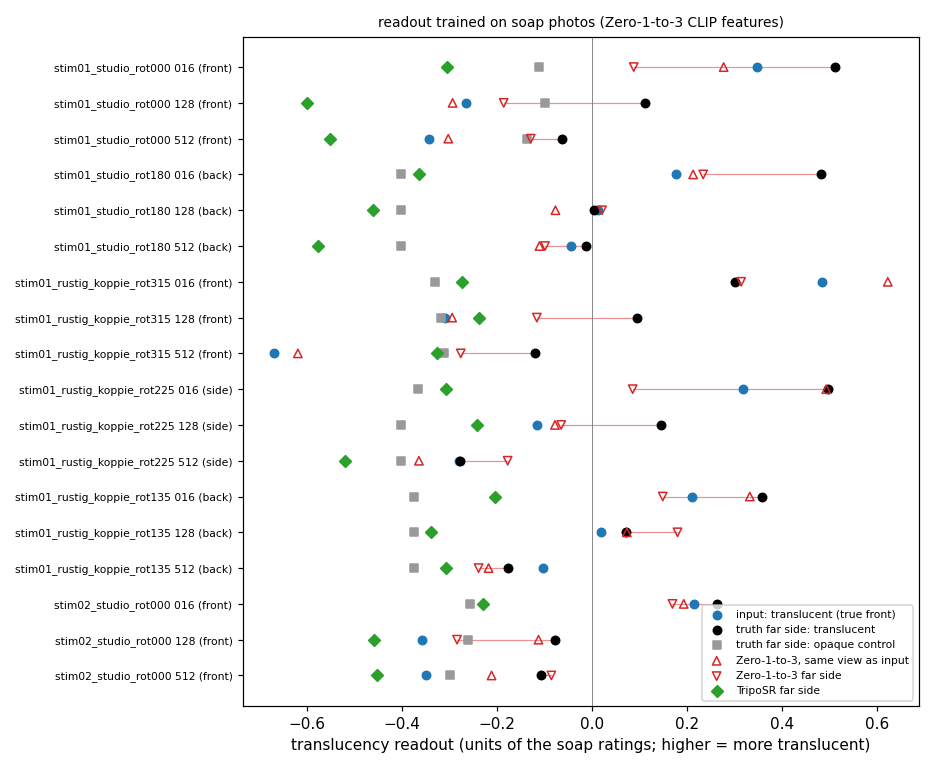 readout trained on soap photos (Zero-1-to-3 CLIP features)
stim01_studio_rot000 016 (front)
stim01_studio_rot000 128 (front)
stim01_studio_rot000 512 (front)
stim01_studio_rot180 016 (back)
stim01_studio_rot180 128 (back)
stim01_studio_rot180 512 (back)
stim01_rustig_koppie_rot315 016 (front)
stim01_rustig_koppie_rot315 128 (front)
stim01_rustig_koppie_rot315 512 (front)
stim01_rustig_koppie_rot225 016 (side)
stim01_rustig_koppie_rot225 128 (side)
stim01_rustig_koppie_rot225 512 (side)
stim01_rustig_koppie_rot135 016 (back)
stim01_rustig_koppie_rot135 128 (back)
stim01_rustig_koppie_rot135 512 (back)
stim02_studio_rot000 016 (front)
stim02_studio_rot000 128 (front)
stim02_studio_rot000 512 (front)
input: translucent (true front)
truth far side: translucent
truth far side: opaque control
Zero-1-to-3, same view as input
Zero-1-to-3 far side
TripoSR far side
−0.6 −0.4 −0.2 0.0 0.2 0.4 0.6
translucency readout (units of the soap ratings; higher = more translucent)